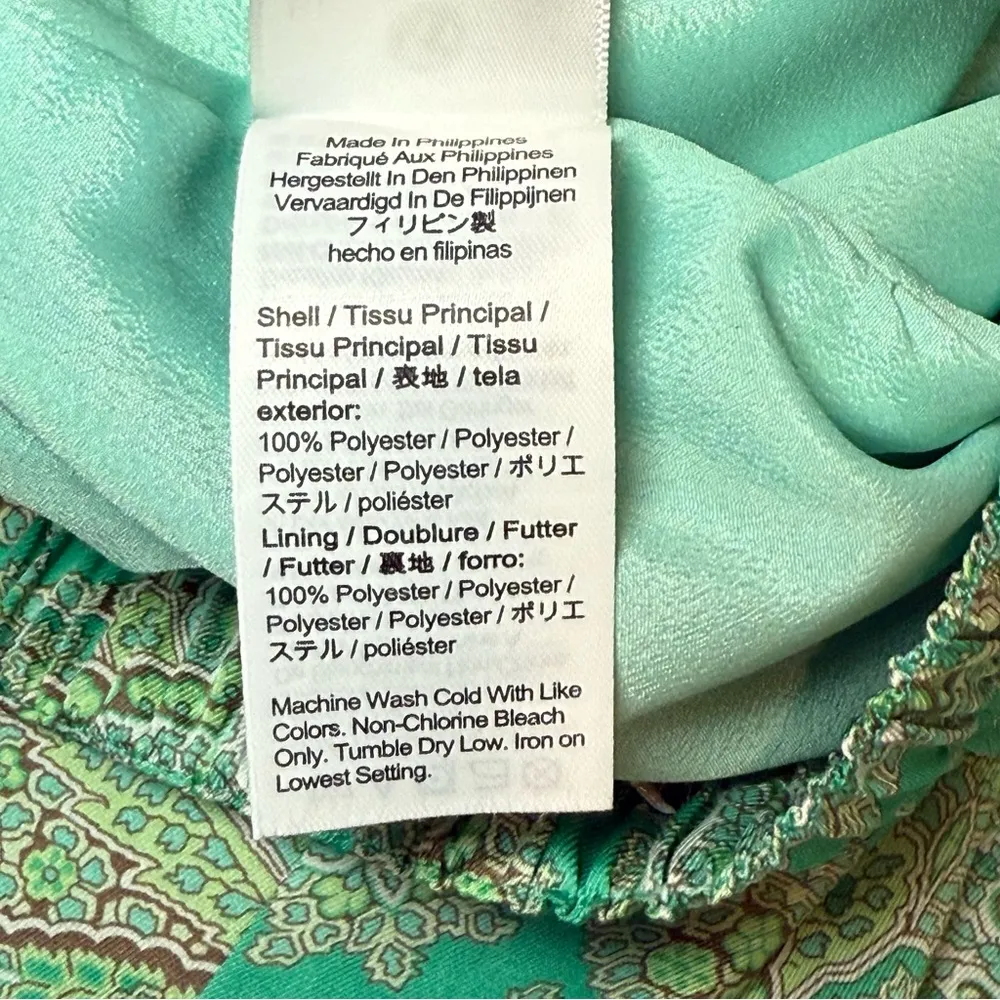 Made In Philippines
Fabriqué Aux Philippines
Hergestellt In Den Philippinen
Vervaardigd In De Filippijnen
フィリピン製
hecho en filipinas
Shell / Tissu Principal /
Tissu Principal / Tissu
Principal / 表地 / tela
exterior:
100% Polyester / Polyester /
Polyester / Polyester / ポリエ
ステル / poliéster
Lining / Doublure / Futter
/ Futter / 裏地 / forro:
100% Polyester / Polyester /
Polyester / Polyester / ポリエ
ステル / poliéster
Machine Wash Cold With Like
Colors. Non-Chlorine Bleach
Only. Tumble Dry Low. Iron on
Lowest Setting.